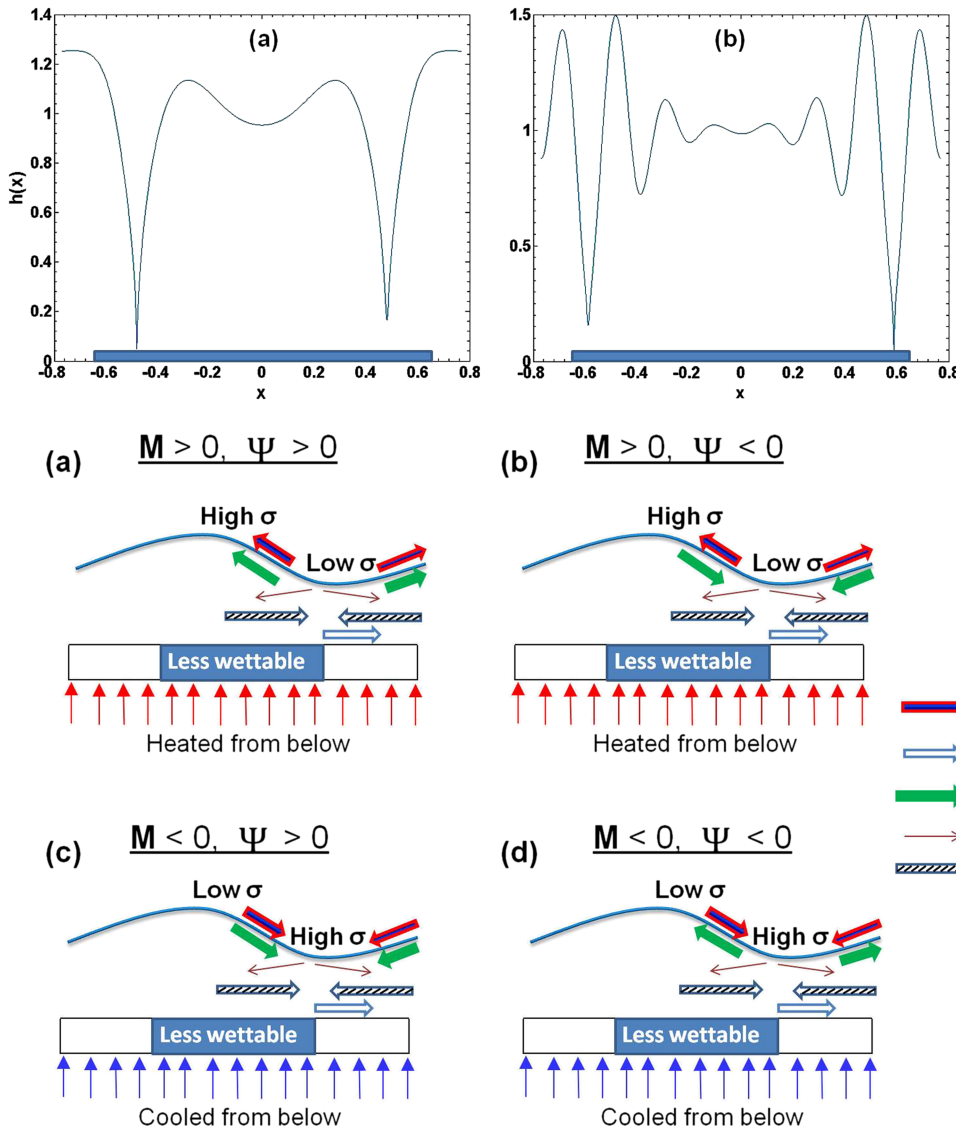 (a)
1.4
1.2
1
0.8
0.6
0.4
0.2
0
h(x)
-0.8 -0.6 -0.4 -0.2 0 0.2 0.4 0.6 0.8
x
(b)
1.5
1
0.5
0
-0.8 -0.6 -0.4 -0.2 0 0.2 0.4 0.6 0.8
x
(a) M > 0, Ψ > 0
High σ
Low σ
Less wettable
Heated from below
(b) M > 0, Ψ < 0
High σ
Low σ
Less wettable
Heated from below
(c) M < 0, Ψ > 0
Low σ
High σ
Less wettable
Cooled from below
(d) M < 0, Ψ < 0
Low σ
High σ
Less wettable
Cooled from below